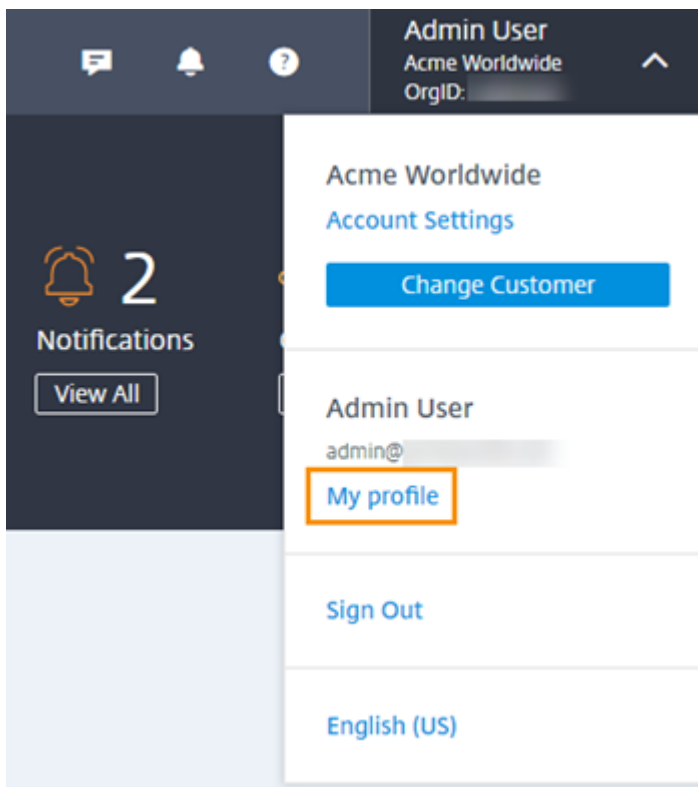 Admin User
Acme Worldwide
OrgID:
Acme Worldwide
Account Settings
Change Customer
2
Notifications
View All
Admin User
admin@
My profile
Sign Out
English (US)